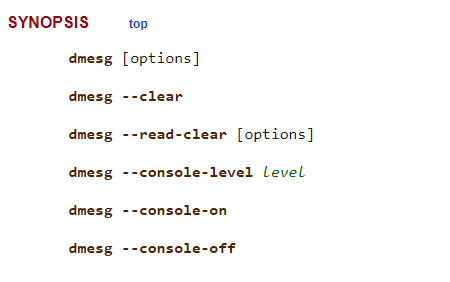 SYNOPSIS top
dmesg [options]
dmesg --clear
dmesg --read-clear [options]
dmesg --console-level level
dmesg --console-on
dmesg --console-off